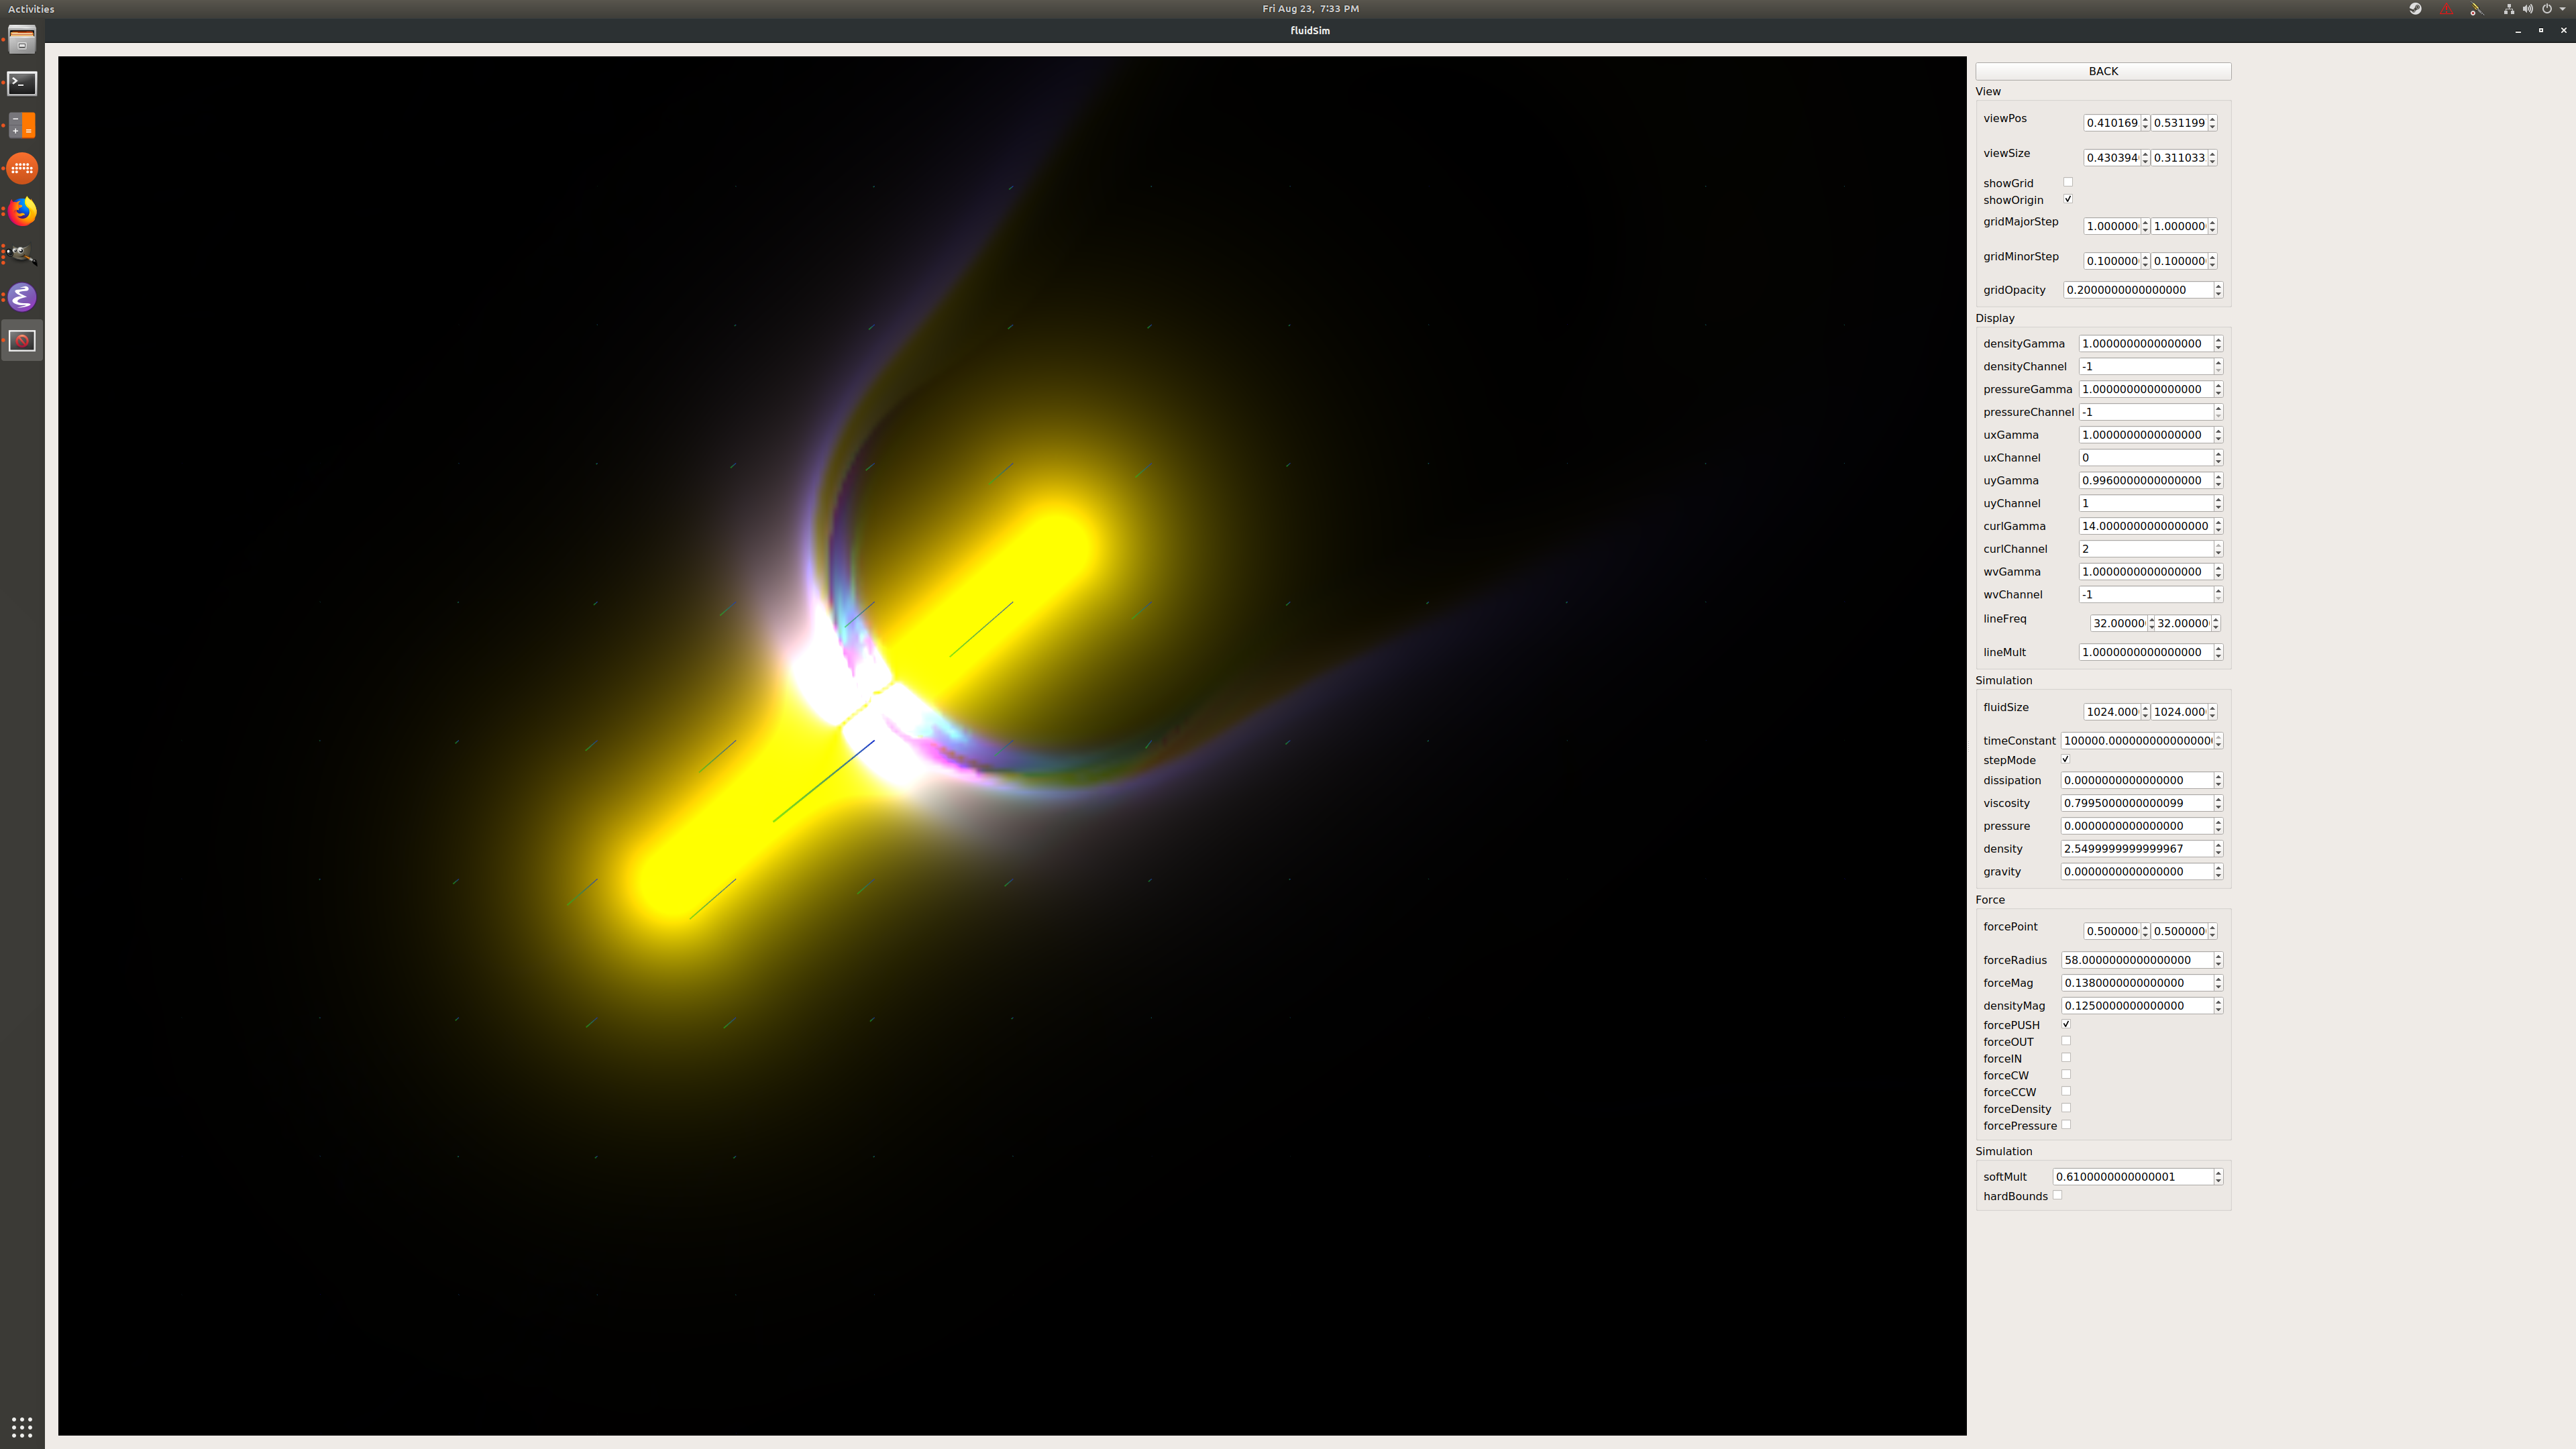 Activities
Fri Aug 23, 7:33 PM
fluidSim
BACK
View
viewPos 0.410169 0.531199
viewSize 0.430394 0.311033
showGrid
showOrigin
gridMajorStep 1.000000 1.000000
gridMinorStep 0.100000 0.100000
gridOpacity 0.2000000000000000
Display
densityGamma 1.0000000000000000
densityChannel -1
pressureGamma 1.0000000000000000
pressureChannel -1
uxGamma 1.0000000000000000
uxChannel 0
uyGamma 0.9960000000000000
uyChannel 1
curlGamma 14.0000000000000000
curlChannel 2
wvGamma 1.0000000000000000
wvChannel -1
lineFreq 32.00000 32.00000
lineMult 1.0000000000000000
Simulation
fluidSize 1024.000 1024.000
timeConstant 100000.0000000000000000
stepMode
dissipation 0.0000000000000000
viscosity 0.7995000000000099
pressure 0.0000000000000000
density 2.5499999999999967
gravity 0.0000000000000000
Force
forcePoint 0.500000 0.500000
forceRadius 58.0000000000000000
forceMag 0.1380000000000000
densityMag 0.1250000000000000
forcePUSH
forceOUT
forceIN
forceCW
forceCCW
forceDensity
forcePressure
Simulation
softMult 0.6100000000000001
hardBounds